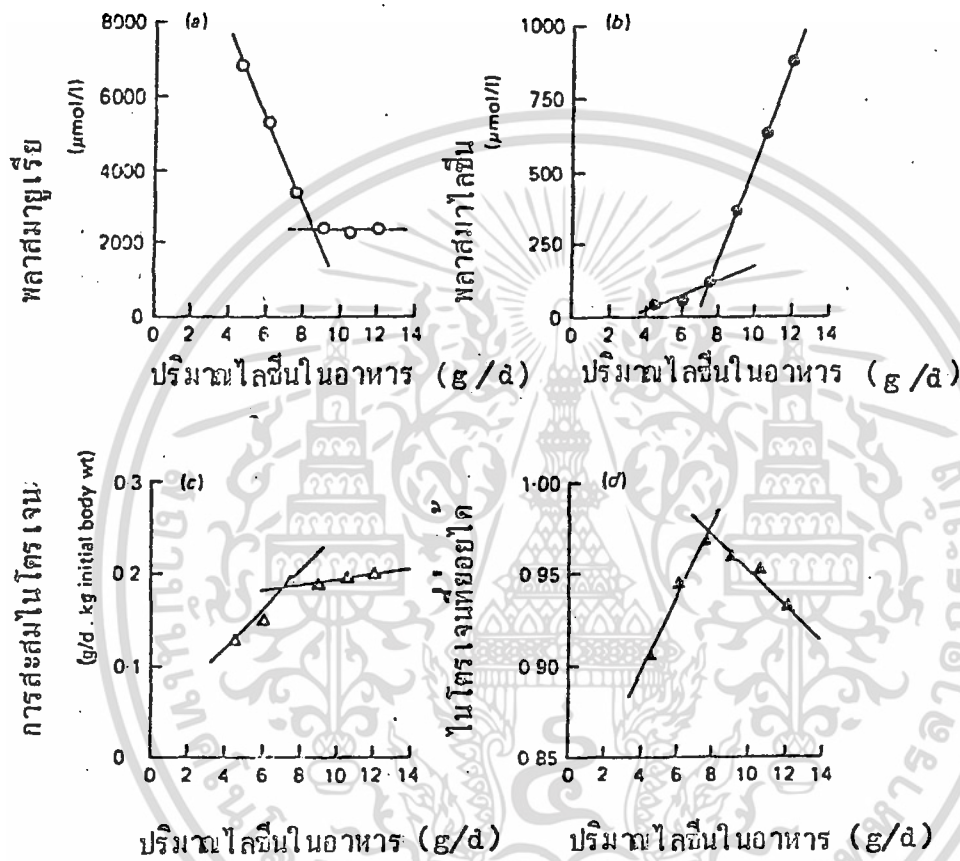 (a)
8000
6000
4000
2000
0
0 2 4 6 8 10 12 14
พลาสมายูเรีย
(µmol/l)
ปริมาณไลซีนในอาหาร (g/d)
(b)
1000
750
500
250
0
0 2 4 6 8 10 12 14
พลาสมาไลซีน
(µmol/l)
ปริมาณไลซีนในอาหาร (g/d)
(c)
0·3
0·2
0·1
0
0 2 4 6 8 10 12 14
การสะสมไนโตรเจน
(g/d . kg initial body wt)
ปริมาณไลซีนในอาหาร (g/d)
(d)
1·00
0·95
0·90
0·85
0 2 4 6 8 10 12 14
ไนโตรเจนที่ย่อยได้
ปริมาณไลซีนในอาหาร (g/d)